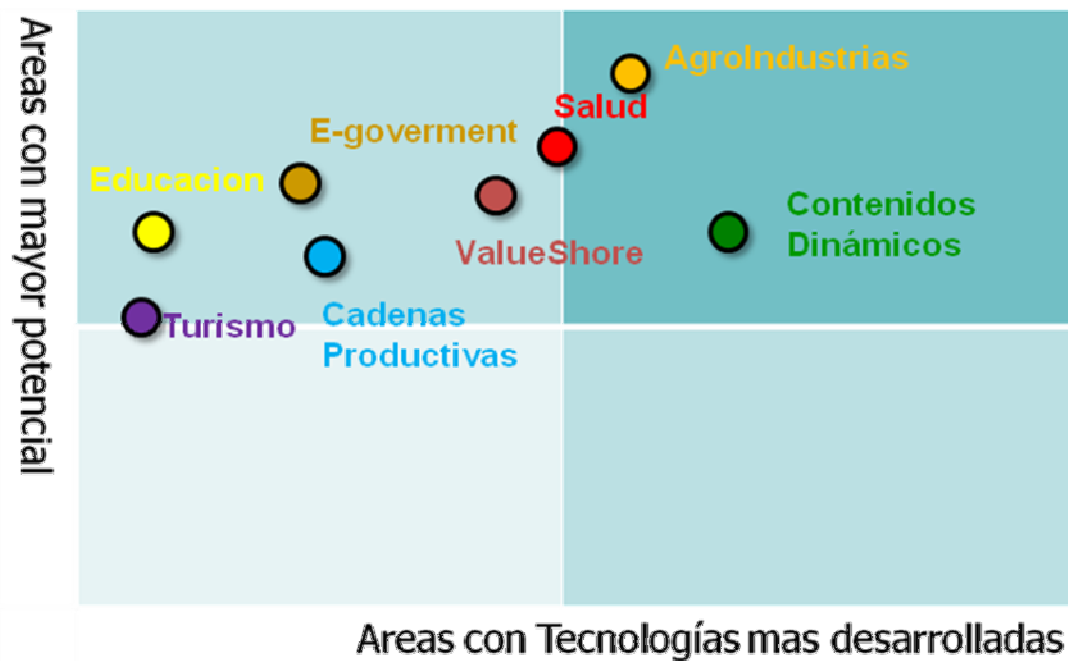 Areas con mayor potencial
AgroIndustrias
Salud
E-goverment
Educacion
Contenidos
Dinámicos
ValueShore
Turismo
Cadenas
Productivas
Areas con Tecnologías mas desarrolladas